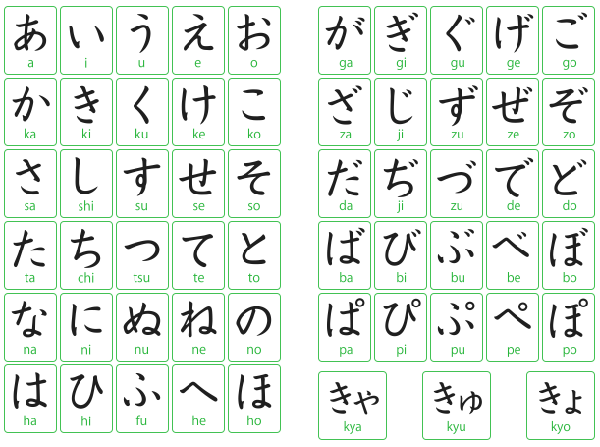 あ い う え お
a i u e o
か き く け こ
ka ki ku ke ko
さ し す せ そ
sa shi su se so
た ち つ て と
ta chi tsu te to
な に ぬ ね の
na ni nu ne no
は ひ ふ へ ほ
ha hi fu he ho
が ぎ ぐ げ ご
ga gi gu ge go
ざ じ ず ぜ ぞ
za ji zu ze zo
だ ぢ づ で ど
da ji zu de do
ば び ぶ べ ぼ
ba bi bu be bo
ぱ ぴ ぷ ぺ ぽ
pa pi pu pe po
きゃ きゅ きょ
kya kyu kyo